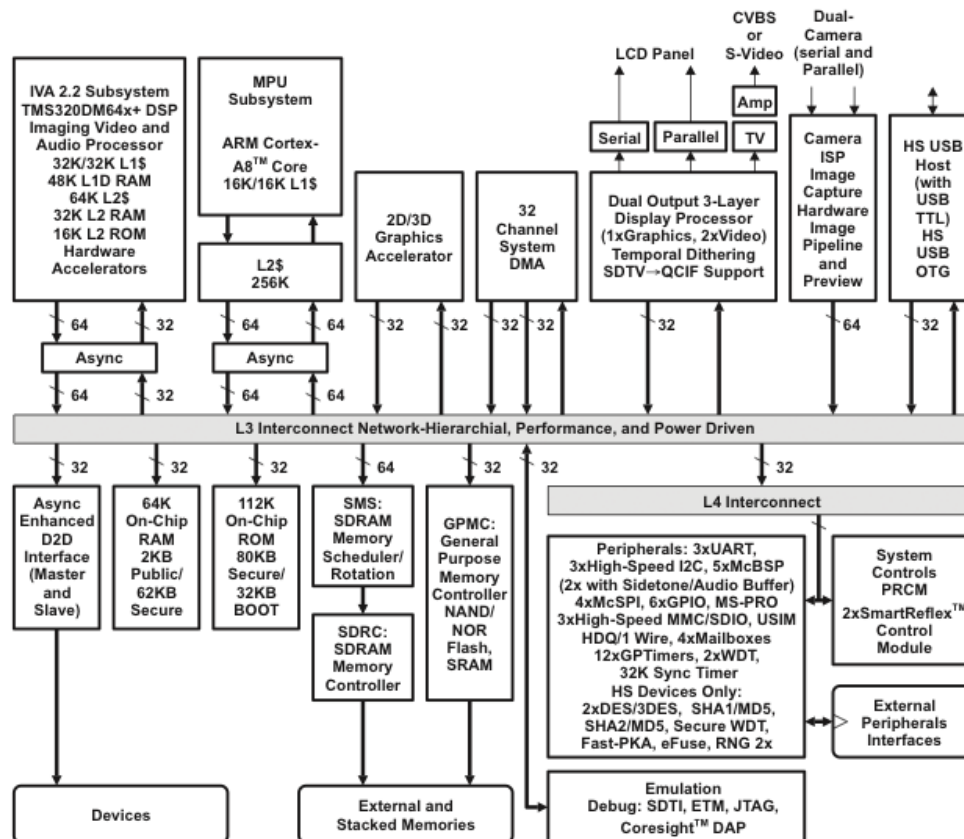 CVBS
or
S-Video
Dual-
Camera
(serial and
Parallel)
LCD Panel
Amp
Serial
Parallel
TV
IVA 2.2 Subsystem
TMS320DM64x+ DSP
Imaging Video and
Audio Processor
32K/32K L1$
48K L1D RAM
64K L2$
32K L2 RAM
16K L2 ROM
Hardware
Accelerators
MPU
Subsystem
ARM Cortex-
A8™ Core
16K/16K L1$
L2$
256K
2D/3D
Graphics
Accelerator
32
Channel
System
DMA
Dual Output 3-Layer
Display Processor
(1xGraphics, 2xVideo)
Temporal Dithering
SDTV→QCIF Support
Camera
ISP
Image
Capture
Hardware
Image
Pipeline
and
Preview
HS USB
Host
(with
USB
TTL)
HS
USB
OTG
64
32
64
64
32
32
32
32
32
64
32
Async
Async
64
32
64
64
L3 Interconnect Network-Hierarchial, Performance, and Power Driven
32
32
32
64
32
32
32
Async
Enhanced
D2D
Interface
(Master
and Slave)
64K
On-Chip
RAM
2KB
Public/
62KB
Secure
112K
On-Chip
ROM
80KB
Secure/
32KB
BOOT
SMS:
SDRAM
Memory
Scheduler/
Rotation
SDRC:
SDRAM
Memory
Controller
GPMC:
General
Purpose
Memory
Controller
NAND/
NOR
Flash,
SRAM
L4 Interconnect
Peripherals: 3xUART,
3xHigh-Speed I2C, 5xMcBSP
(2x with Sidetone/Audio Buffer)
4xMcSPI, 6xGPIO, MS-PRO
3xHigh-Speed MMC/SDIO, USIM
HDQ/1 Wire, 4xMailboxes
12xGPTimers, 2xWDT,
32K Sync Timer
HS Devices Only:
2xDES/3DES, SHA1/MD5,
SHA2/MD5, Secure WDT,
Fast-PKA, eFuse, RNG 2x
System
Controls
PRCM
2xSmartReflex™
Control
Module
External
Peripherals
Interfaces
Devices
External and
Stacked Memories
Emulation
Debug: SDTI, ETM, JTAG,
Coresight™ DAP